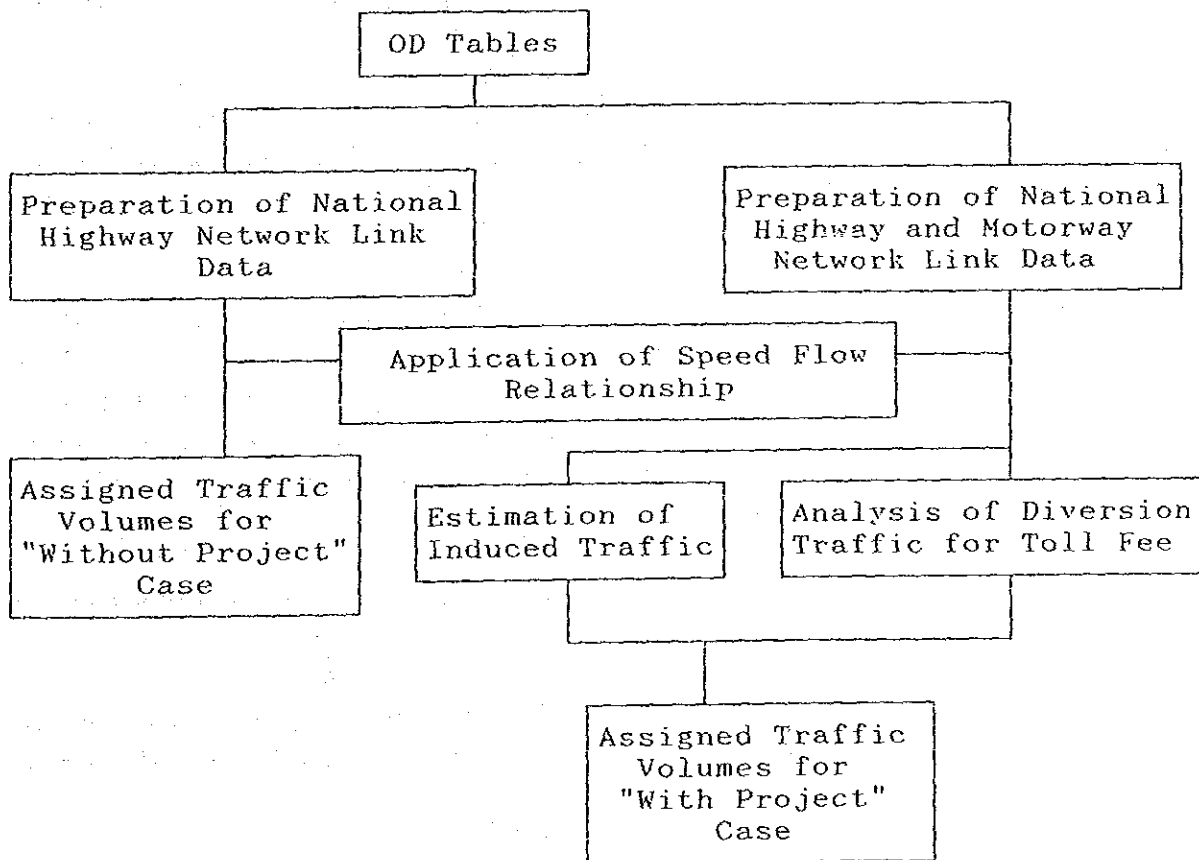 OD Tables
Preparation of National
Highway Network Link
Data
Preparation of National
Highway and Motorway
Network Link Data
Application of Speed Flow
Relationship
Assigned Traffic
Volumes for
"Without Project"
Case
Estimation of
Induced Traffic
Analysis of Diversion
Traffic for Toll Fee
Assigned Traffic
Volumes for
"With Project"
Case